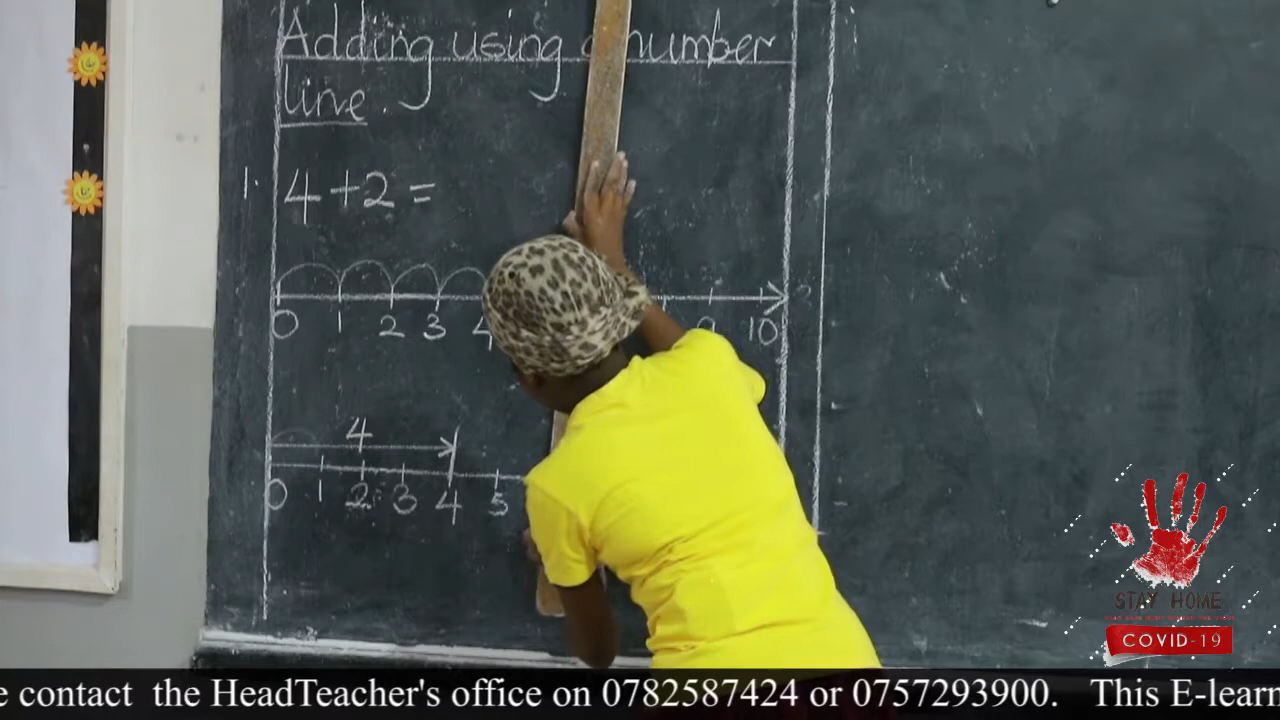 Adding using number
line.
1. 4+2=
0 1 2 3 4 9 10
4
0 1 2 3 4 5
STAY HOME
COVID-19
contact the HeadTeacher's office on 0782587424 or 0757293900. This